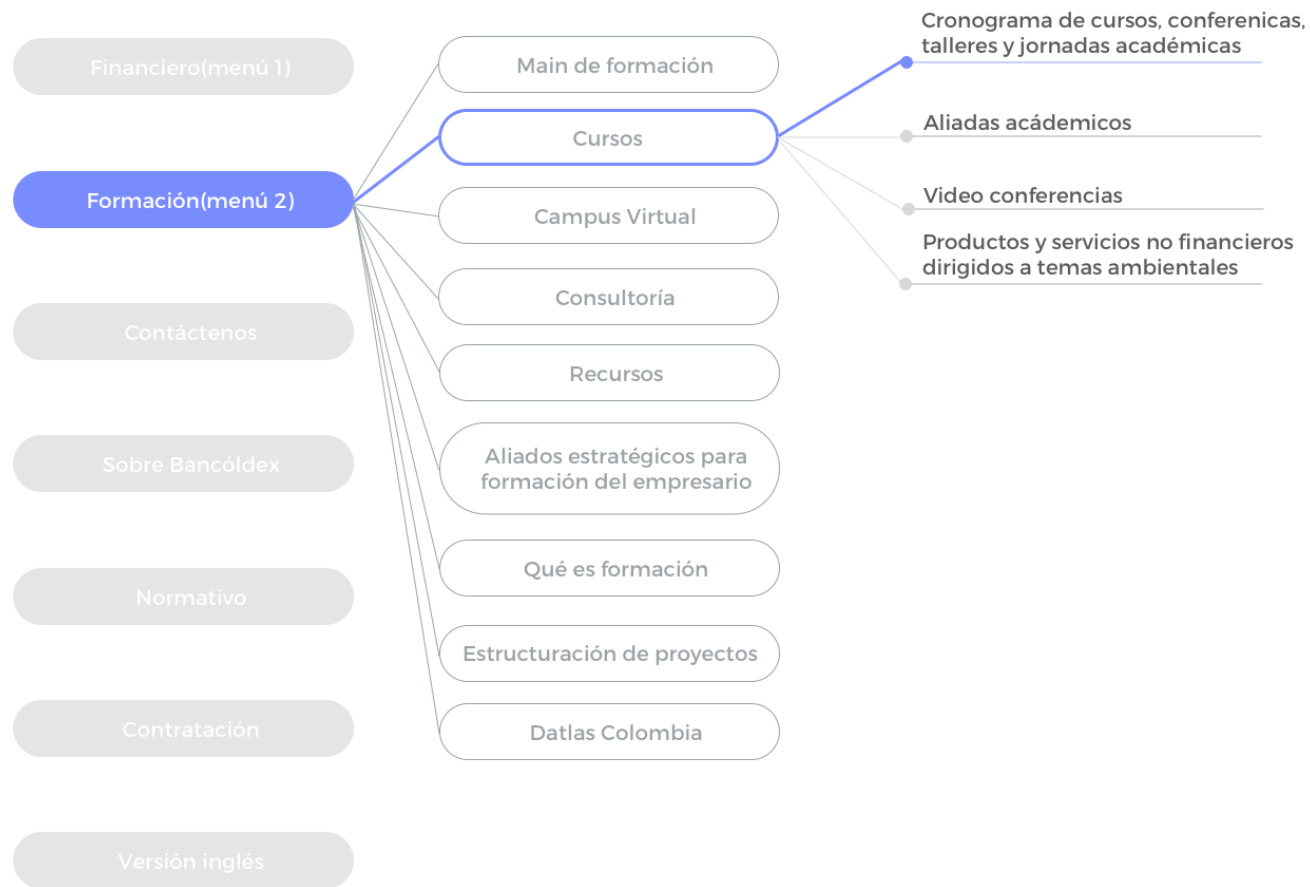 Financiero(menú 1)
Formación(menú 2)
Contáctenos
Sobre Bancóldex
Normativo
Contratación
Versión inglés
Main de formación
Cursos
Campus Virtual
Consultoría
Recursos
Aliados estratégicos para
formación del empresario
Qué es formación
Estructuración de proyectos
Datlas Colombia
Cronograma de cursos, conferenicas,
talleres y jornadas académicas
Aliadas acádemicos
Video conferencias
Productos y servicios no financieros
dirigidos a temas ambientales